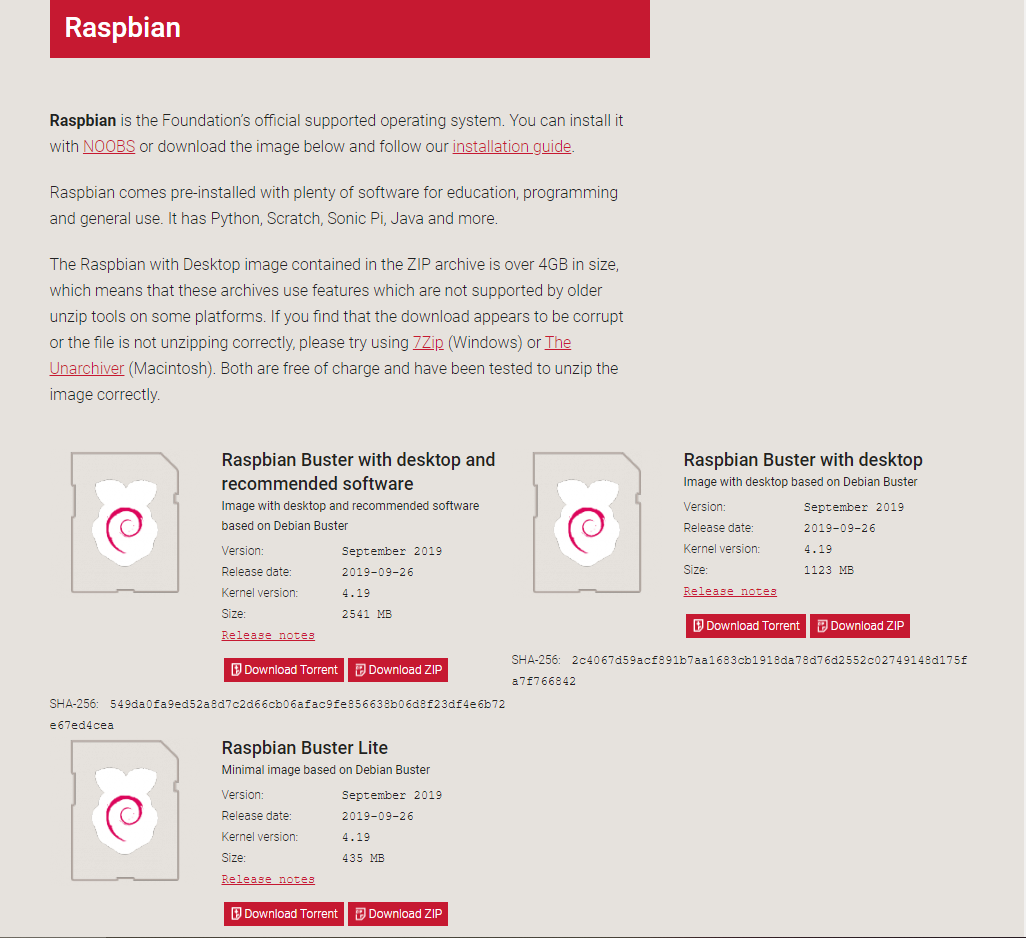 Raspbian
Raspbian is the Foundation's official supported operating system. You can install it
with NOOBS or download the image below and follow our installation guide.
Raspbian comes pre-installed with plenty of software for education, programming
and general use. It has Python, Scratch, Sonic Pi, Java and more.
The Raspbian with Desktop image contained in the ZIP archive is over 4GB in size,
which means that these archives use features which are not supported by older
unzip tools on some platforms. If you find that the download appears to be corrupt
or the file is not unzipping correctly, please try using 7Zip (Windows) or The
Unarchiver (Macintosh). Both are free of charge and have been tested to unzip the
image correctly.
Raspbian Buster with desktop and
recommended software
Image with desktop and recommended software
based on Debian Buster
Version: September 2019
Release date: 2019-09-26
Kernel version: 4.19
Size: 2541 MB
Release notes
Download Torrent Download ZIP
SHA-256: 549da0fa9ed52a8d7c2d66cb06afac9fe856638b06d8f23df4e6b72
e67ed4cea
Raspbian Buster with desktop
Image with desktop based on Debian Buster
Version: September 2019
Release date: 2019-09-26
Kernel version: 4.19
Size: 1123 MB
Release notes
Download Torrent Download ZIP
SHA-256: 2c4067d59acf891b7aa1683cb1918da78d76d2552c02749148d175f
a7f766842
Raspbian Buster Lite
Minimal image based on Debian Buster
Version: September 2019
Release date: 2019-09-26
Kernel version: 4.19
Size: 435 MB
Release notes
Download Torrent Download ZIP